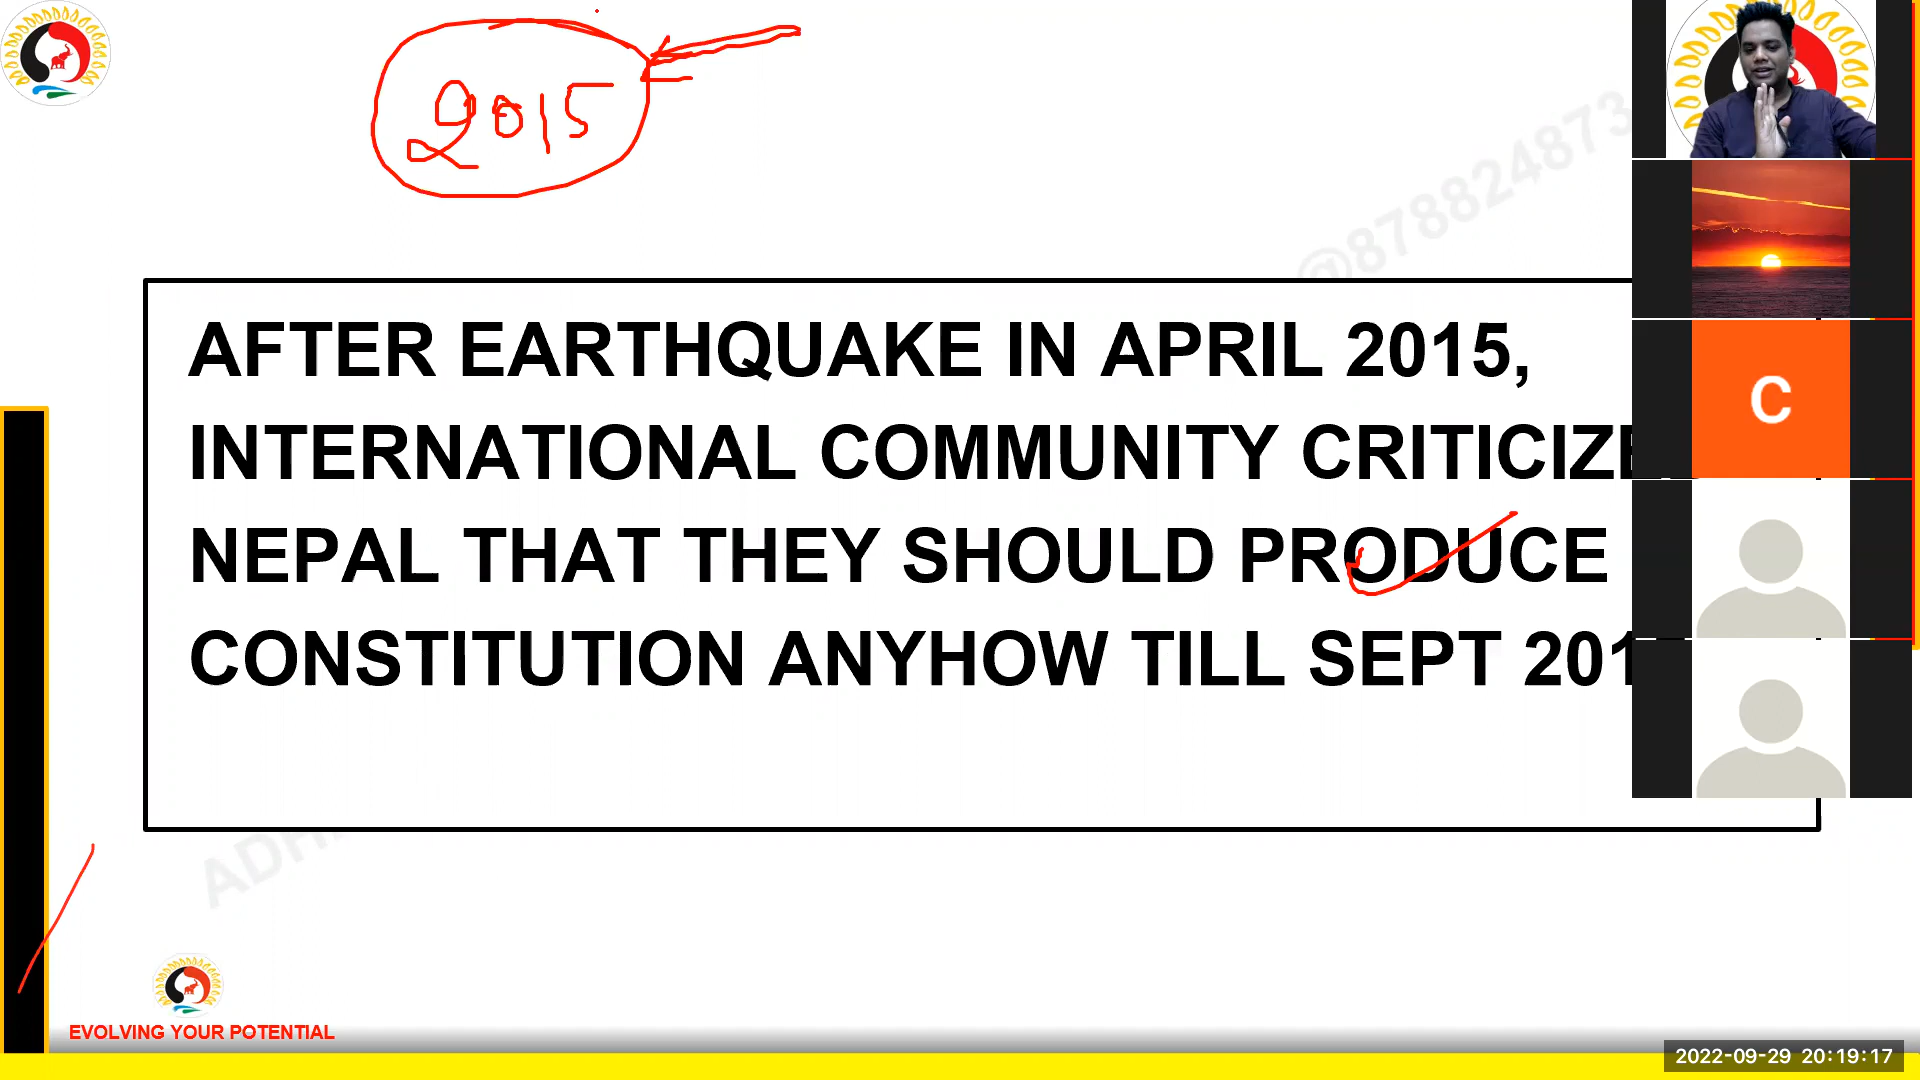 2015
@878824873
AFTER EARTHQUAKE IN APRIL 2015,
INTERNATIONAL COMMUNITY CRITICIZE
NEPAL THAT THEY SHOULD PRODUCE
CONSTITUTION ANYHOW TILL SEPT 201
C
EVOLVING YOUR POTENTIAL
2022-09-29 20:19:17